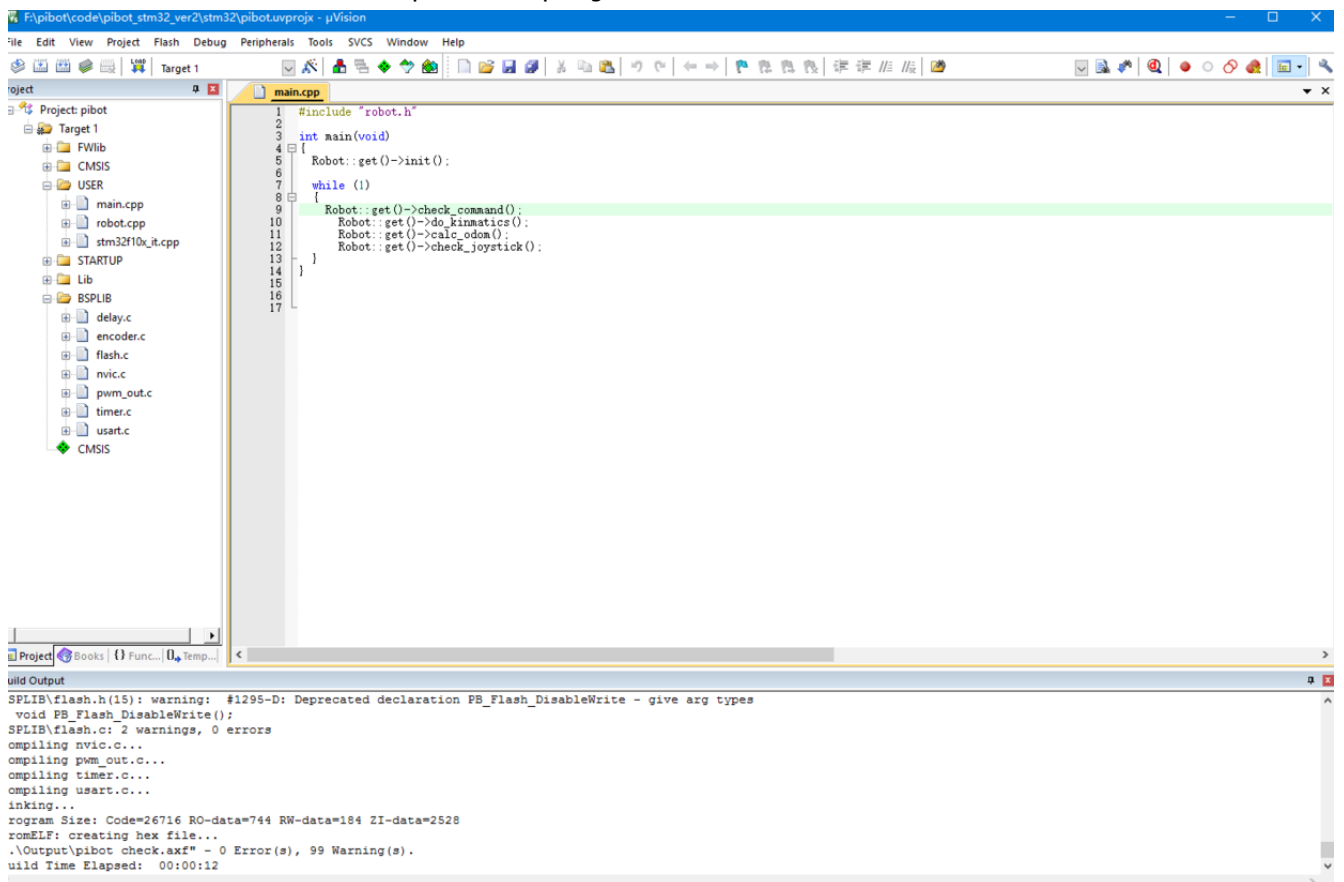 F:\pibot\code\pibot_stm32_ver2\stm32\pibot.uvprojx - µVision
File Edit View Project Flash Debug Peripherals Tools SVCS Window Help
LOAD Target 1
roject
main.cpp
Project: pibot
Target 1
FWlib
CMSIS
USER
main.cpp
robot.cpp
stm32f10x_it.cpp
STARTUP
Lib
BSPLIB
delay.c
encoder.c
flash.c
nvic.c
pwm_out.c
timer.c
usart.c
CMSIS
1 #include "robot.h"
2
3 int main(void)
4 {
5 Robot::get()->init();
6
7 while (1)
8 {
9 Robot::get()->check_command();
10 Robot::get()->do_kinmatics();
11 Robot::get()->calc_odom();
12 Robot::get()->check_joystick();
13 }
14 }
15
16
17
Project Books {} Func... Temp...
uild Output
SPLIB\flash.h(15): warning: #1295-D: Deprecated declaration PB_Flash_DisableWrite - give arg types
void PB_Flash_DisableWrite();
SPLIB\flash.c: 2 warnings, 0 errors
ompiling nvic.c...
ompiling pwm_out.c...
ompiling timer.c...
ompiling usart.c...
inking...
rogram Size: Code=26716 RO-data=744 RW-data=184 ZI-data=2528
romELF: creating hex file...
.\Output\pibot check.axf" - 0 Error(s), 99 Warning(s).
uild Time Elapsed: 00:00:12